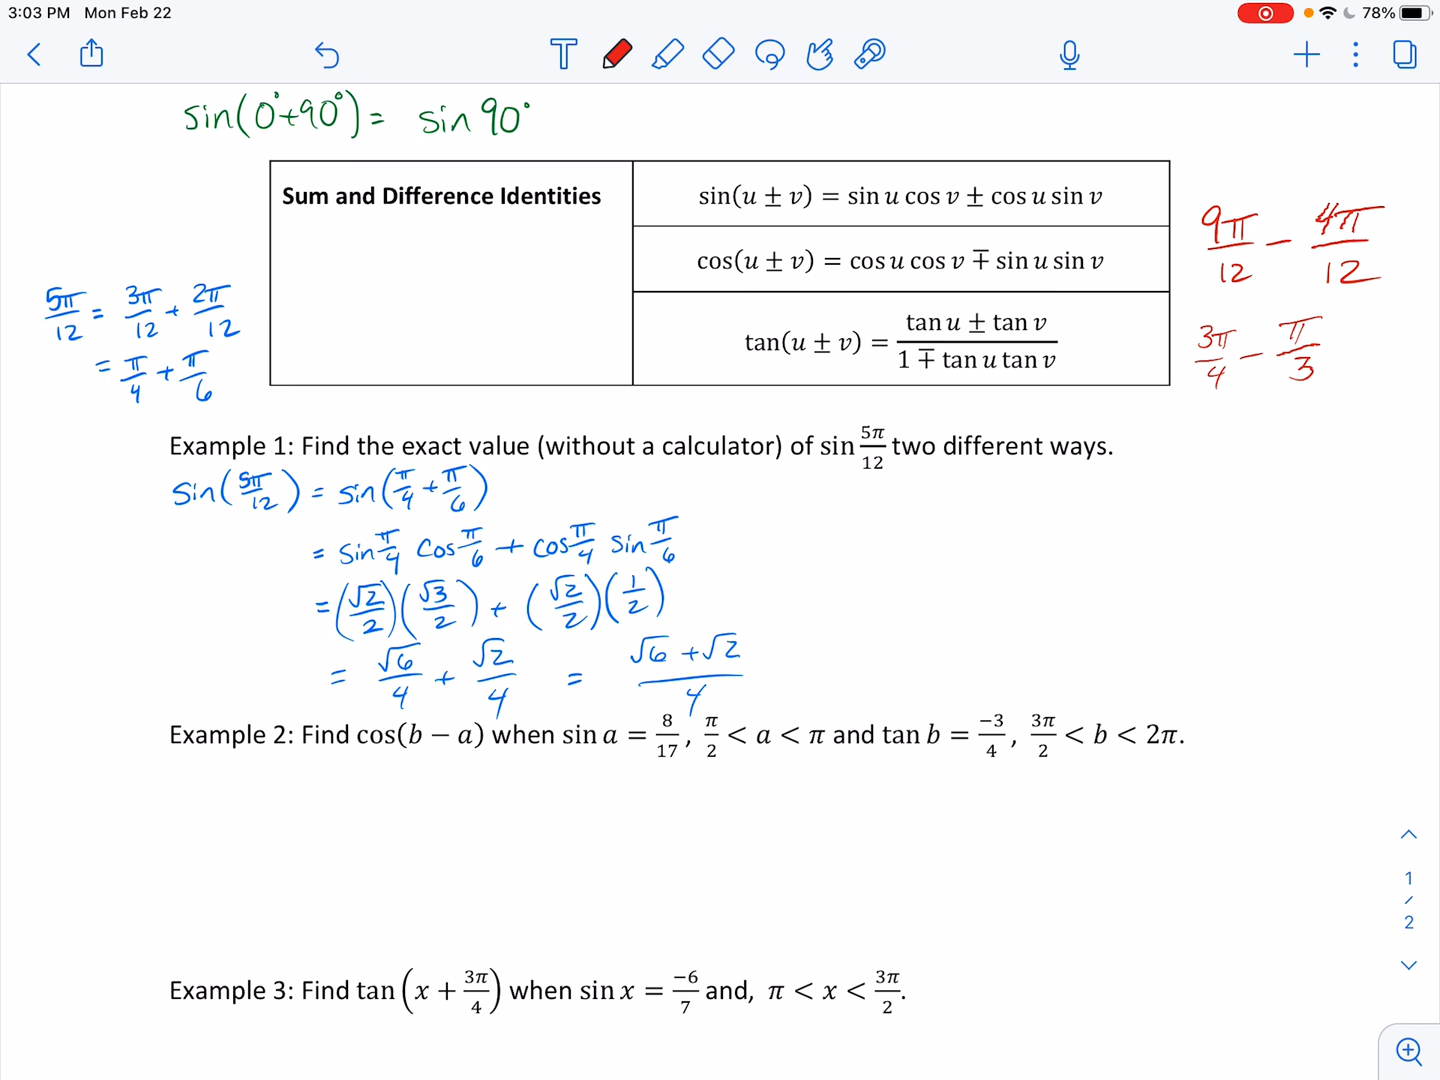 3:03 PM Mon Feb 22
78%
sin(0°+90°) = sin 90°
Sum and Difference Identities
sin(u ± v) = sin u cos v ± cos u sin v
cos(u ± v) = cos u cos v ∓ sin u sin v
tan(u ± v) = (tan u ± tan v)/(1 ∓ tan u tan v)
5π/12 = 3π/12 + 2π/12
= π/4 + π/6
9π/12 − 4π/12
3π/4 − π/3
Example 1: Find the exact value (without a calculator) of sin 5π/12 two different ways.
sin(5π/12) = sin(π/4 + π/6)
= sin π/4 cos π/6 + cos π/4 sin π/6
= (√2/2)(√3/2) + (√2/2)(1/2)
= √6/4 + √2/4 = (√6 + √2)/4
Example 2: Find cos(b − a) when sin a = 8/17, π/2 < a < π and tan b = −3/4, 3π/2 < b < 2π.
1
/
2
Example 3: Find tan(x + 3π/4) when sin x = −6/7 and, π < x < 3π/2.